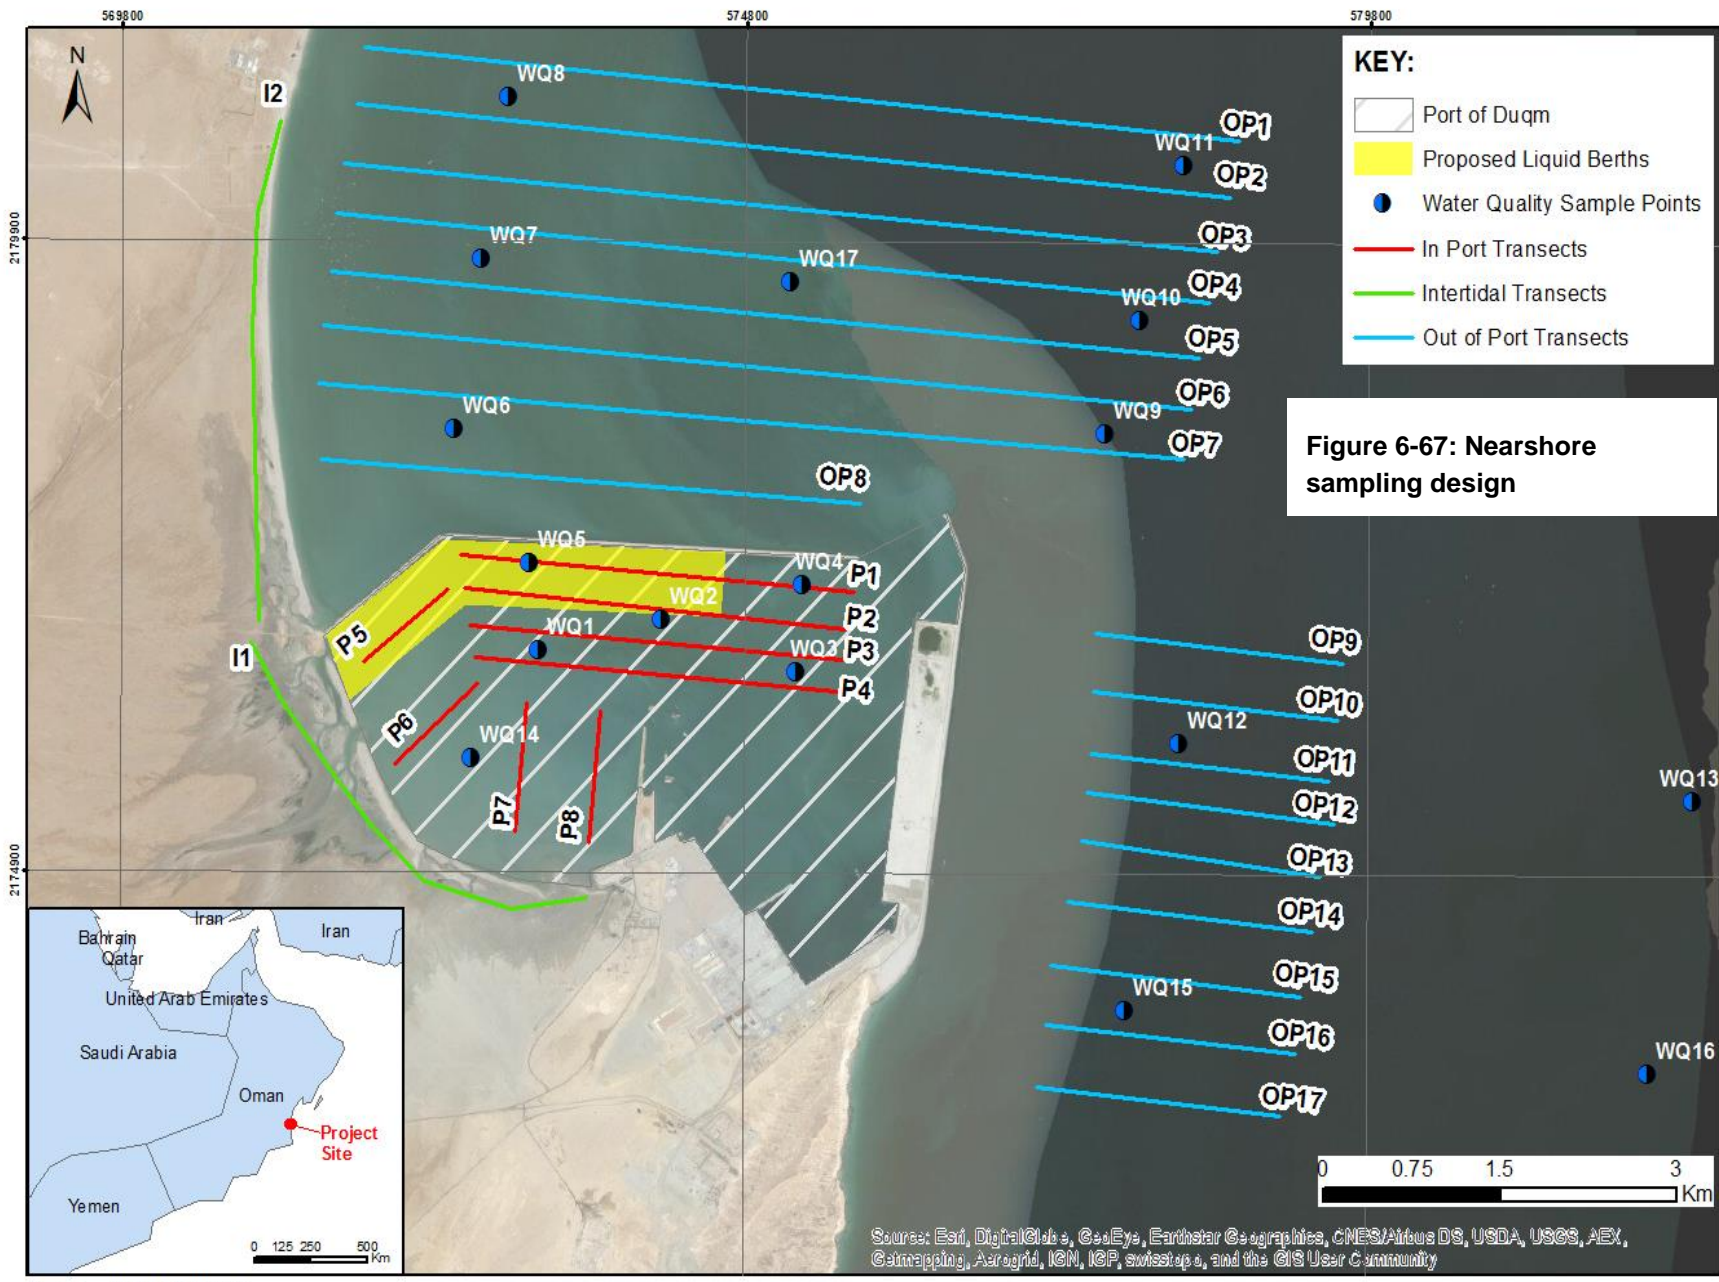 569800
574800
579800
2179900
2174900
N
KEY:
Port of Duqm
Proposed Liquid Berths
Water Quality Sample Points
In Port Transects
Intertidal Transects
Out of Port Transects
Figure 6-67: Nearshore
sampling design
I2
WQ8
OP1
WQ11
OP2
WQ7
WQ17
OP3
OP4
WQ10
OP5
OP6
WQ6
WQ9
OP7
OP8
WQ5
WQ4
P1
WQ2
P2
P5
WQ1
WQ3
P3
I1
P4
OP9
P6
WQ14
OP10
WQ12
OP11
WQ13
P7
P8
OP12
OP13
OP14
OP15
WQ15
OP16
WQ16
OP17
Iran
Iran
Bahrain
Qatar
United Arab Emirates
Saudi Arabia
Oman
Project
Site
Yemen
0 125 250 500
Km
0 0.75 1.5 3
Km
Source: Esri, DigitalGlobe, GeoEye, Earthstar Geographics, CNES/Airbus DS, USDA, USGS, AEX,
Getmapping, Aerogrid, IGN, IGP, swisstopo, and the GIS User Community